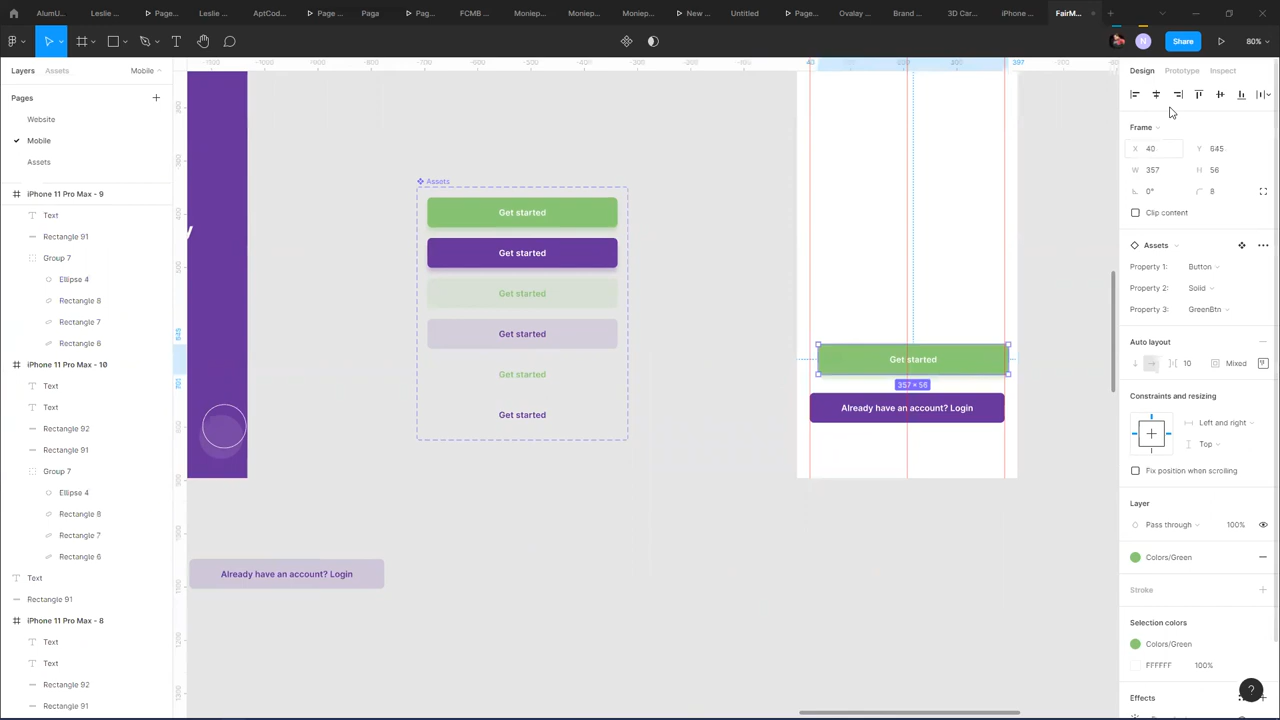 AlumU...
Getting ...
Page...
Leslie ...
AptCod...
Page ...
Paga
Pag...
FCMB ...
Moniep...
Moniep...
Moniep...
New ...
Untitled
Page...
Ovalay ...
Brand ...
3D Car...
iPhone ...
FairM...
N
Share
80%
Layers
Assets
Mobile
Design
Prototype
Inspect
Pages
Website
Mobile
Assets
iPhone 11 Pro Max - 9
Text
Rectangle 91
Group 7
Ellipse 4
Rectangle 8
Rectangle 7
Rectangle 6
iPhone 11 Pro Max - 10
Text
Text
Rectangle 92
Rectangle 91
Group 7
Ellipse 4
Rectangle 8
Rectangle 7
Rectangle 6
Text
Rectangle 91
iPhone 11 Pro Max - 8
Text
Text
Rectangle 92
Rectangle 91
y
Assets
Get started
Get started
Get started
Get started
Get started
Get started
Already have an account? Login
40
397
645
701
Get started
357 × 56
Already have an account? Login
Frame
X 40
Y 645
W 357
H 56
0°
8
Clip content
Assets
Property 1: Button
Property 2: Solid
Property 3: GreenBtn
Auto layout
10
Mixed
Constraints and resizing
Left and right
Top
Fix position when scrolling
Layer
Pass through
100%
Colors/Green
Stroke
Selection colors
Colors/Green
FFFFFF 100%
Effects
?